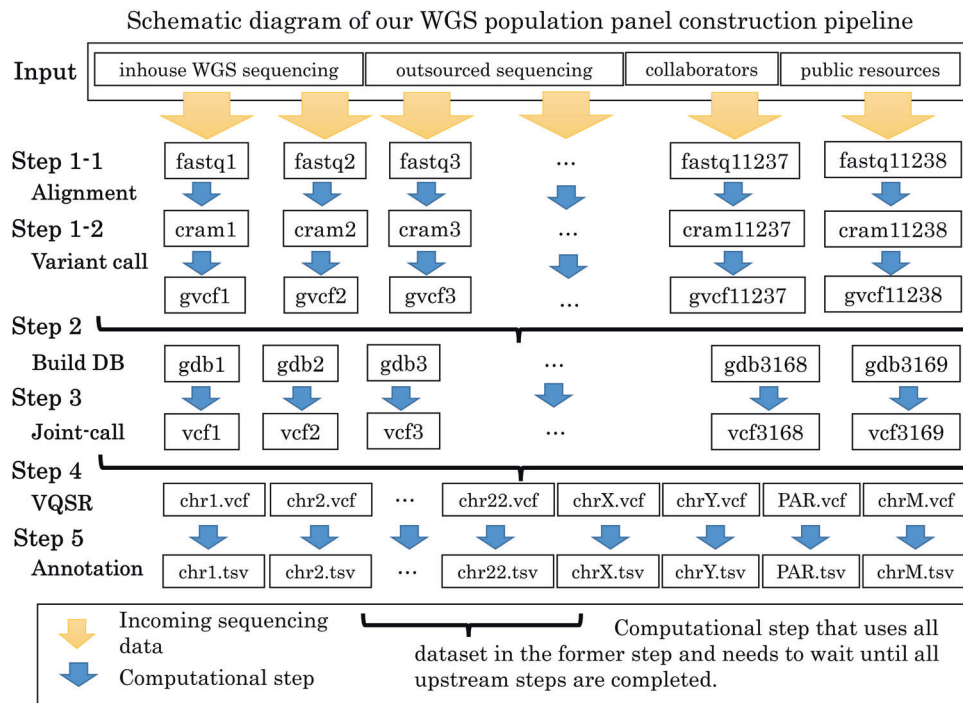 Schematic diagram of our WGS population panel construction pipeline
Input
inhouse WGS sequencing
outsourced sequencing
collaborators
public resources
Step 1-1
fastq1
fastq2
fastq3
...
fastq11237
fastq11238
Alignment
Step 1-2
cram1
cram2
cram3
...
cram11237
cram11238
Variant call
gvcf1
gvcf2
gvcf3
...
gvcf11237
gvcf11238
Step 2
Build DB
gdb1
gdb2
gdb3
...
gdb3168
gdb3169
Step 3
Joint-call
vcf1
vcf2
vcf3
...
vcf3168
vcf3169
Step 4
VQSR
chr1.vcf
chr2.vcf
...
chr22.vcf
chrX.vcf
chrY.vcf
PAR.vcf
chrM.vcf
Step 5
Annotation
chr1.tsv
chr2.tsv
...
chr22.tsv
chrX.tsv
chrY.tsv
PAR.tsv
chrM.tsv
Incoming sequencing
data
Computational step
Computational step that uses all
dataset in the former step and needs to wait until all
upstream steps are completed.